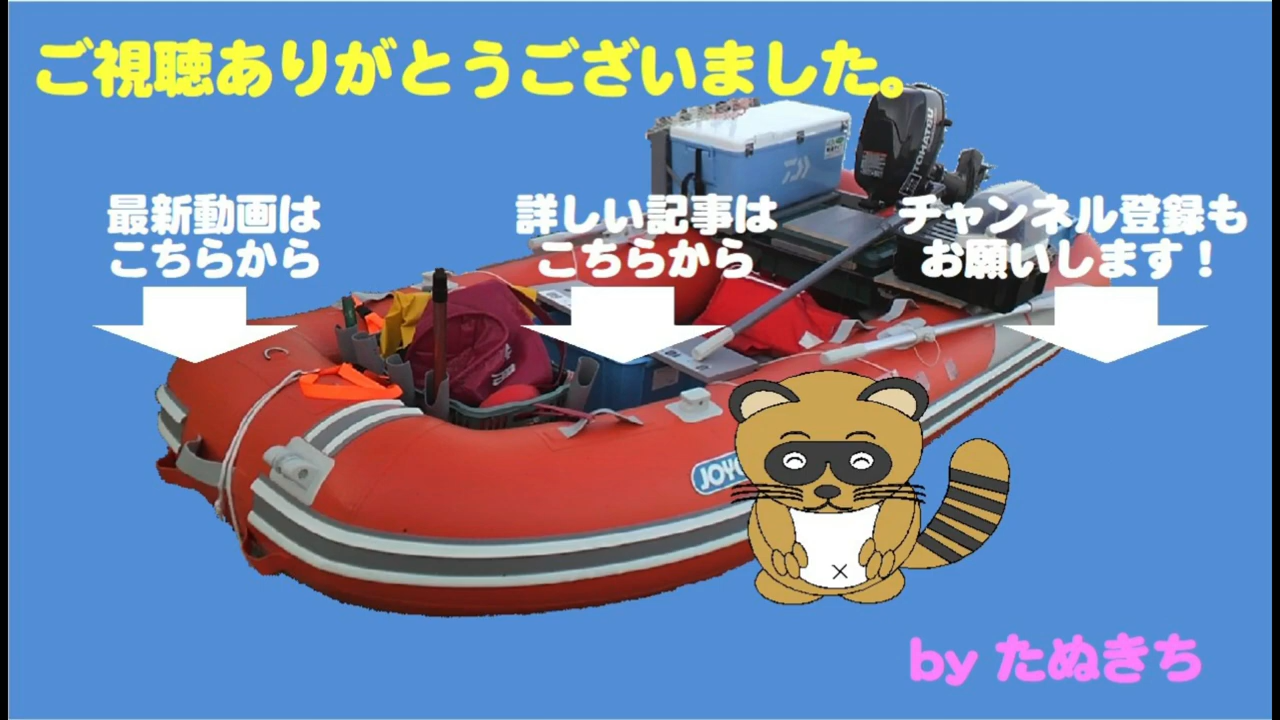 ご視聴ありがとうございました。
最新動画は
こちらから
詳しい記事は
こちらから
チャンネル登録も
お願いします！
TOHATSU
by たぬきち